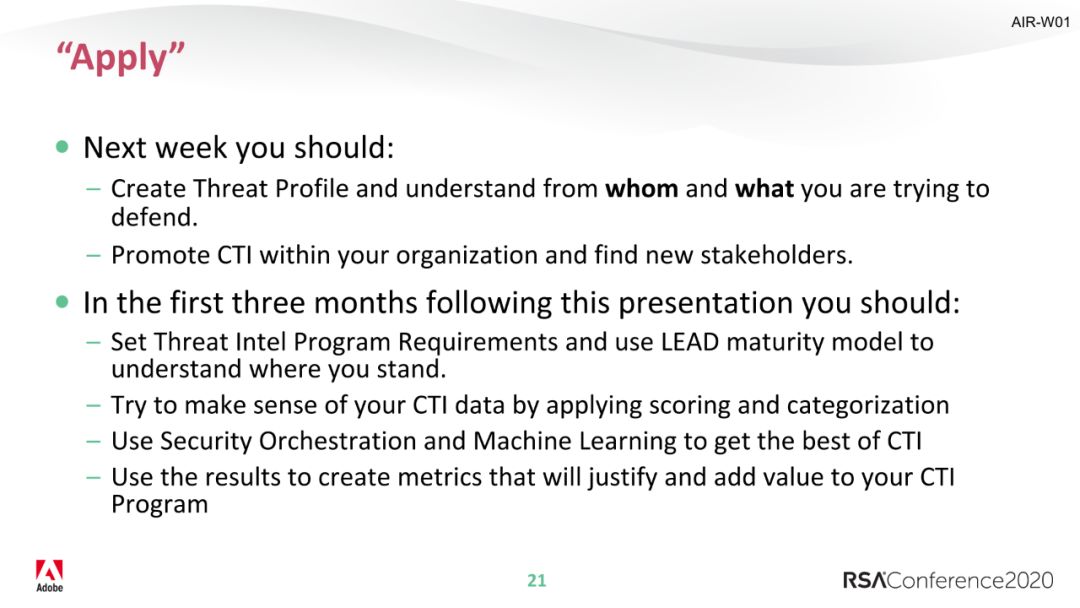 AIR-W01
“Apply”
• Next week you should:
– Create Threat Profile and understand from whom and what you are trying to
defend.
– Promote CTI within your organization and find new stakeholders.
• In the first three months following this presentation you should:
– Set Threat Intel Program Requirements and use LEAD maturity model to
understand where you stand.
– Try to make sense of your CTI data by applying scoring and categorization
– Use Security Orchestration and Machine Learning to get the best of CTI
– Use the results to create metrics that will justify and add value to your CTI
Program
Adobe
21
RSAConference2020